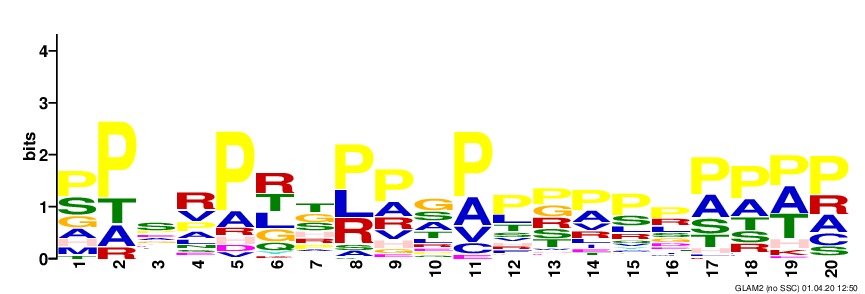 4
3
2
1
0
bits
P S G A H M
P T A R
S
R V P A N
P A R H D V
R T L G Q
T G S H R
P L R S A
P A R V H
G S A T L R
P A V C
P L T S
P G R S T
P A V R
P S L R
P R L S G
P A S T H
P A T S R
P A T H K
P R A C S
1 2 3 4 5 6 7 8 9 10 11 12 13 14 15 16 17 18 19 20
GLAM2 (no SSC) 01.04.20 12:50